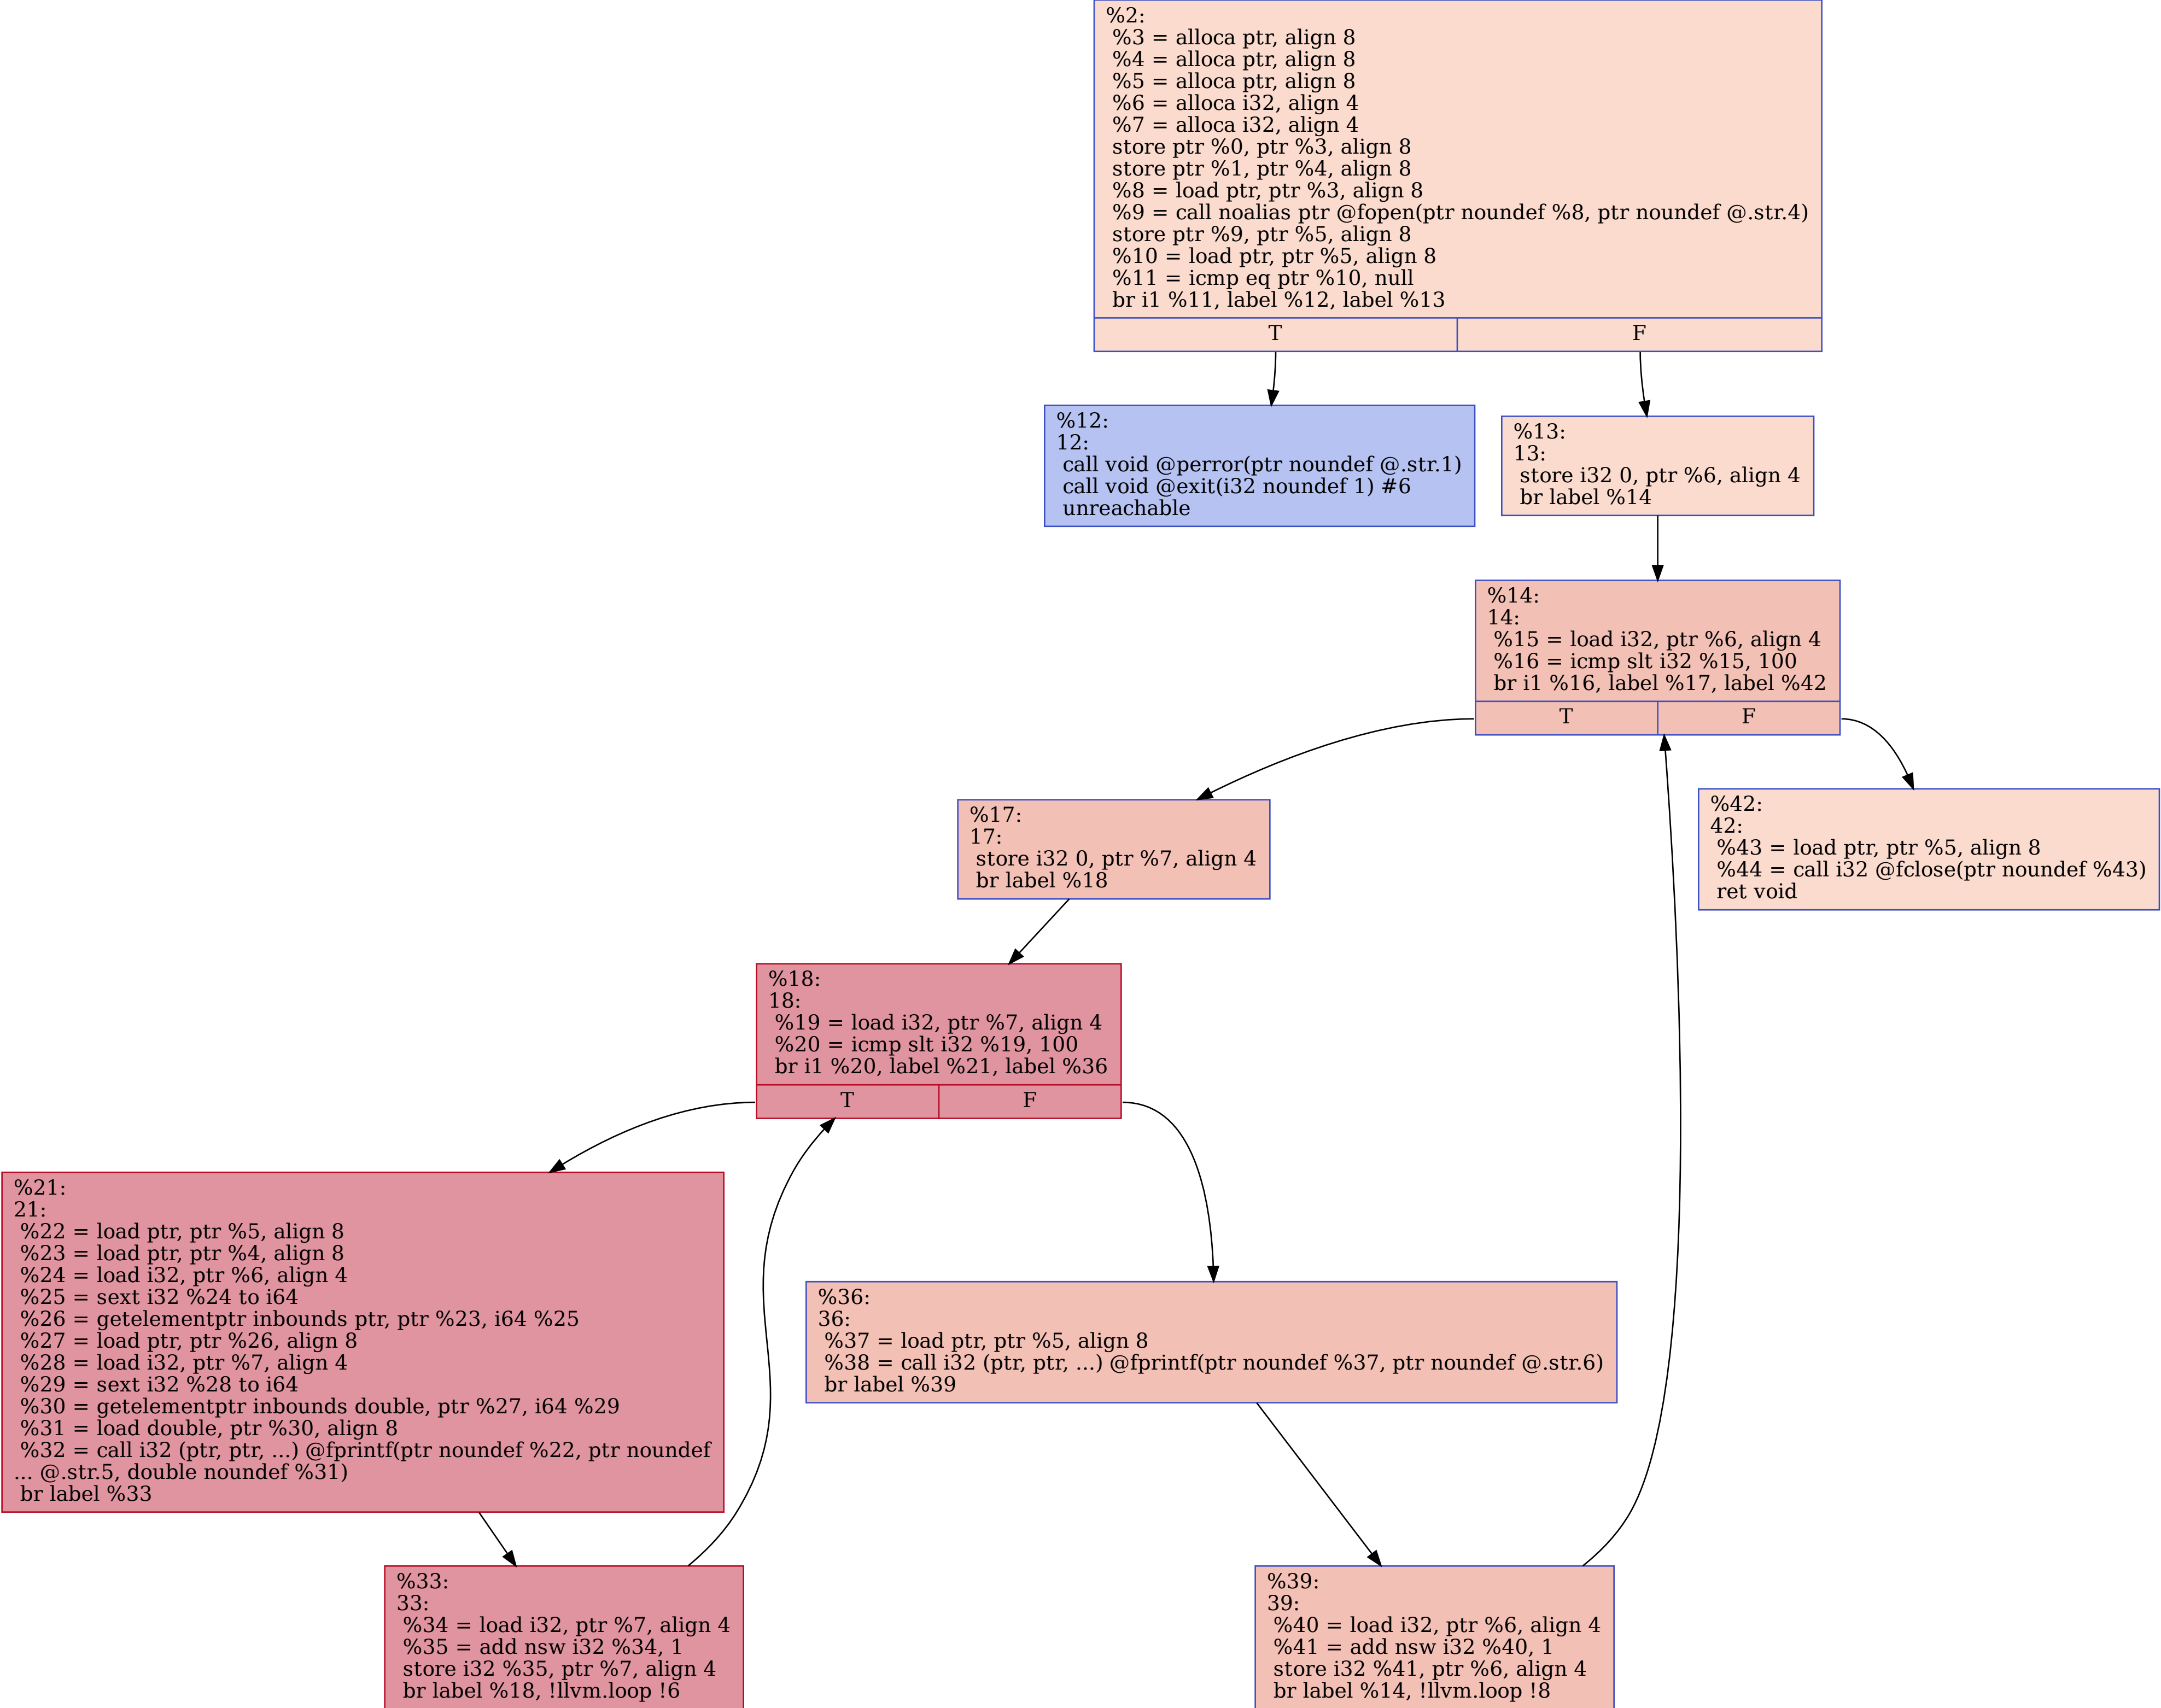 %2:
%3 = alloca ptr, align 8
%4 = alloca ptr, align 8
%5 = alloca ptr, align 8
%6 = alloca i32, align 4
%7 = alloca i32, align 4
store ptr %0, ptr %3, align 8
store ptr %1, ptr %4, align 8
%8 = load ptr, ptr %3, align 8
%9 = call noalias ptr @fopen(ptr noundef %8, ptr noundef @.str.4)
store ptr %9, ptr %5, align 8
%10 = load ptr, ptr %5, align 8
%11 = icmp eq ptr %10, null
br i1 %11, label %12, label %13
T
F
%12:
12:
call void @perror(ptr noundef @.str.1)
call void @exit(i32 noundef 1) #6
unreachable
%13:
13:
store i32 0, ptr %6, align 4
br label %14
%14:
14:
%15 = load i32, ptr %6, align 4
%16 = icmp slt i32 %15, 100
br i1 %16, label %17, label %42
T
F
%17:
17:
store i32 0, ptr %7, align 4
br label %18
%42:
42:
%43 = load ptr, ptr %5, align 8
%44 = call i32 @fclose(ptr noundef %43)
ret void
%18:
18:
%19 = load i32, ptr %7, align 4
%20 = icmp slt i32 %19, 100
br i1 %20, label %21, label %36
T
F
%21:
21:
%22 = load ptr, ptr %5, align 8
%23 = load ptr, ptr %4, align 8
%24 = load i32, ptr %6, align 4
%25 = sext i32 %24 to i64
%26 = getelementptr inbounds ptr, ptr %23, i64 %25
%27 = load ptr, ptr %26, align 8
%28 = load i32, ptr %7, align 4
%29 = sext i32 %28 to i64
%30 = getelementptr inbounds double, ptr %27, i64 %29
%31 = load double, ptr %30, align 8
%32 = call i32 (ptr, ptr, ...) @fprintf(ptr noundef %22, ptr noundef
... @.str.5, double noundef %31)
br label %33
%36:
36:
%37 = load ptr, ptr %5, align 8
%38 = call i32 (ptr, ptr, ...) @fprintf(ptr noundef %37, ptr noundef @.str.6)
br label %39
%33:
33:
%34 = load i32, ptr %7, align 4
%35 = add nsw i32 %34, 1
store i32 %35, ptr %7, align 4
br label %18, !llvm.loop !6
%39:
39:
%40 = load i32, ptr %6, align 4
%41 = add nsw i32 %40, 1
store i32 %41, ptr %6, align 4
br label %14, !llvm.loop !8